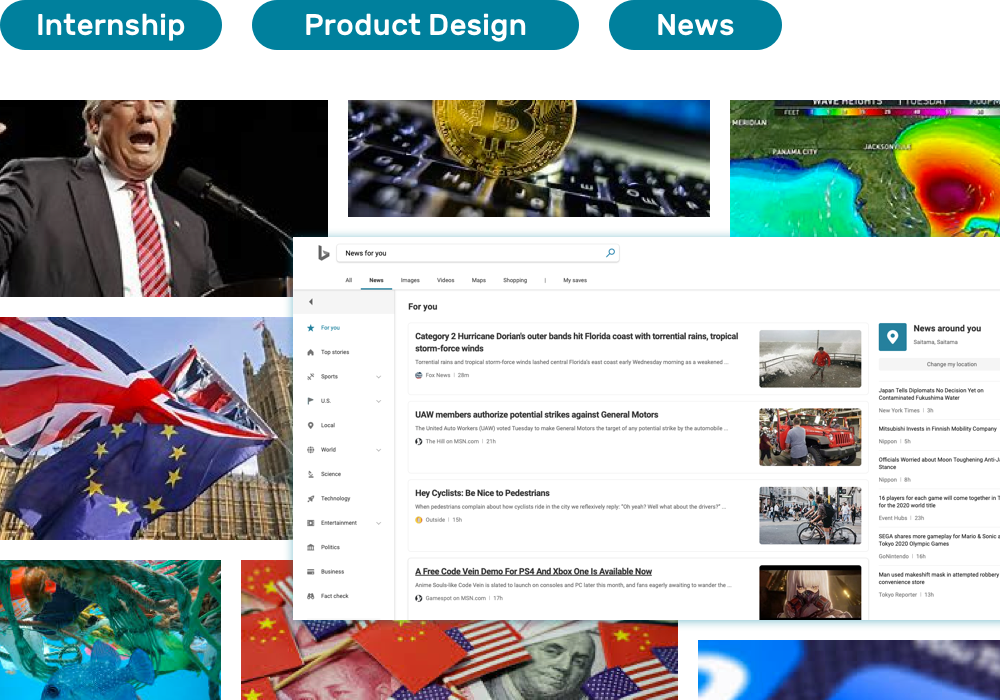 Internship
Product Design
News
WAVE HEIGHTS | TUESDAY 9:00PM
FEET
MERIDIAN
PANAMA CITY
JACKSONVILLE
News for you
All
News
Images
Videos
Maps
Shopping
|
My saves
For you
Top stories
Sports
U.S.
Local
World
Science
Technology
Entertainment
Politics
Business
Fact check
For you
Category 2 Hurricane Dorian's outer bands hit Florida coast with torrential rains, tropical
storm-force winds
Torrential rains and tropical storm-force winds lashed central Florida's east coast early Wednesday morning as a weakened ...
Fox News | 28m
UAW members authorize potential strikes against General Motors
The United Auto Workers (UAW) voted Tuesday to make General Motors the target of any potential strike by the automobile ...
The Hill on MSN.com | 21h
Hey Cyclists: Be Nice to Pedestrians
When pedestrians complain about how cyclists ride in the city we reflexively reply: "Oh yeah? Well what about the drivers?" ...
Outside | 15h
A Free Code Vein Demo For PS4 And Xbox One Is Available Now
Anime Souls-like Code Vein is slated to launch on consoles and PC later this month, and fans eagerly awaiting to wander the ...
Gamespot on MSN.com | 17h
News around you
Saitama, Saitama
Change my location
Japan Tells Diplomats No Decision Yet on
Contaminated Fukushima Water
New York Times | 3h
Mitsubishi Invests in Finnish Mobility Company
Nippon | 5h
Officials Worried about Moon Toughening Anti-Ja
Stance
Nippon | 8h
16 players for each game will come together in T
for the 2020 world title
Event Hubs | 23h
SEGA shares more gameplay for Mario & Sonic a
Tokyo 2020 Olympic Games
GoNintendo | 16h
Man used makeshift mask in attempted robbery
convenience store
Tokyo Reporter | 13h